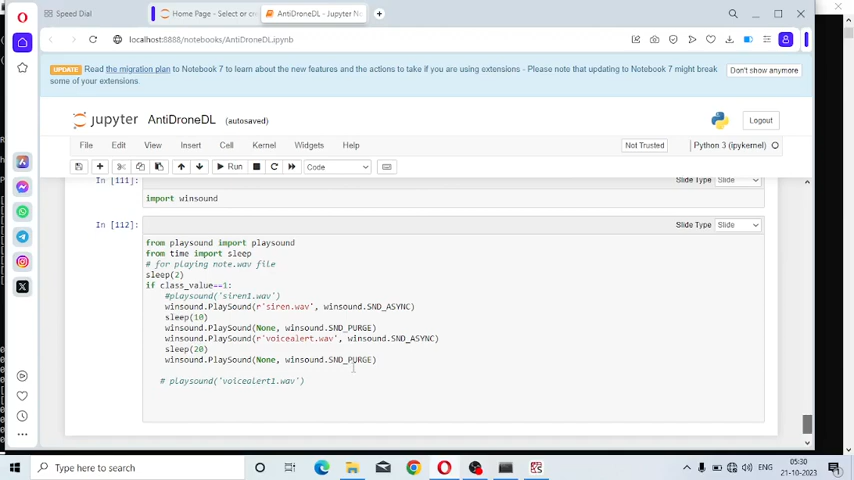 Speed Dial
Home Page - Select or cr
AntiDroneDL - Jupyter No
localhost:8888/notebooks/AntiDroneDL.ipynb
UPDATE Read the migration plan to Notebook 7 to learn about the new features and the actions to take if you are using extensions - Please note that updating to Notebook 7 might break some of your extensions.
Don't show anymore
jupyter AntiDroneDL (autosaved)
Logout
File Edit View Insert Cell Kernel Widgets Help
Not Trusted
Python 3 (ipykernel)
Run
Code
In [111]:
Slide Type Slide
import winsound
In [112]:
Slide Type Slide
from playsound import playsound
from time import sleep
# for playing note.wav file
sleep(2)
if class_value==1:
#playsound('siren1.wav')
winsound.PlaySound(r'siren.wav', winsound.SND_ASYNC)
sleep(10)
winsound.PlaySound(None, winsound.SND_PURGE)
winsound.PlaySound(r'voicealert.wav', winsound.SND_ASYNC)
sleep(20)
winsound.PlaySound(None, winsound.SND_PURGE)
# playsound('voicealert1.wav')
Type here to search
ENG
05:30
21-10-2023